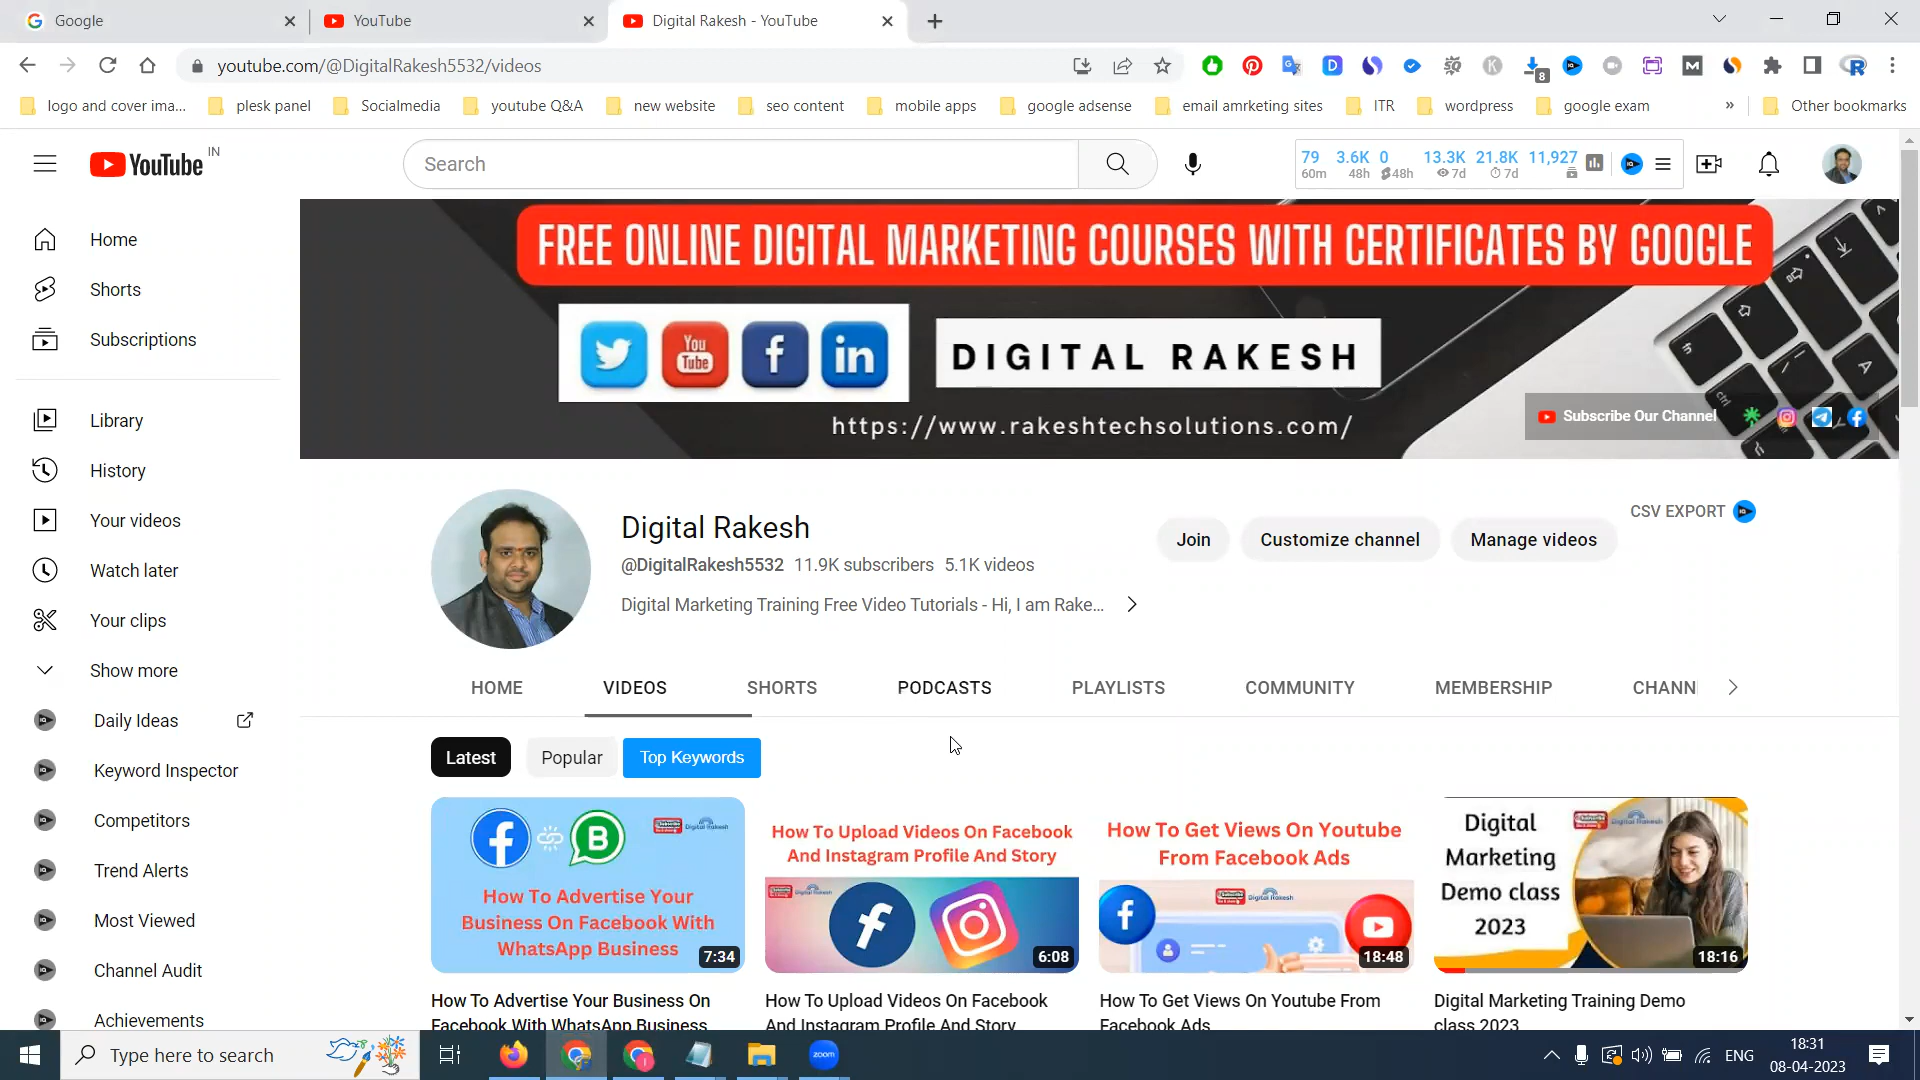 Google
YouTube
Digital Rakesh - YouTube
youtube.com/@DigitalRakesh5532/videos
8
logo and cover ima...
plesk panel
Socialmedia
youtube Q&A
new website
seo content
mobile apps
google adsense
email amrketing sites
ITR
wordpress
google exam
»
Other bookmarks
YouTube IN
Search
79 3.6K 0 13.3K 21.8K 11,927
60m 48h 48h 7d 7d
Home
Shorts
Subscriptions
Library
History
Your videos
Watch later
Your clips
Show more
Daily Ideas
Keyword Inspector
Competitors
Trend Alerts
Most Viewed
Channel Audit
Achievements
FREE ONLINE DIGITAL MARKETING COURSES WITH CERTIFICATES BY GOOGLE
You
Tube
DIGITAL RAKESH
https://www.rakeshtechsolutions.com/
Subscribe Our Channel
Digital Rakesh
@DigitalRakesh5532 11.9K subscribers 5.1K videos
Digital Marketing Training Free Video Tutorials - Hi, I am Rake...
Join
Customize channel
Manage videos
CSV EXPORT
HOME
VIDEOS
SHORTS
PODCASTS
PLAYLISTS
COMMUNITY
MEMBERSHIP
CHANN
Latest
Popular
Top Keywords
How To Advertise Your
Business On Facebook With
WhatsApp Business
7:34
How To Advertise Your Business On
Facebook With WhatsApp Business
How To Upload Videos On Facebook
And Instagram Profile And Story
6:08
How To Upload Videos On Facebook
And Instagram Profile And Story
How To Get Views On Youtube
From Facebook Ads
18:48
How To Get Views On Youtube From
Facebook Ads
Digital
Marketing
Demo class
2023
18:16
Digital Marketing Training Demo
class 2023
Type here to search
zoom
ENG
18:31
08-04-2023